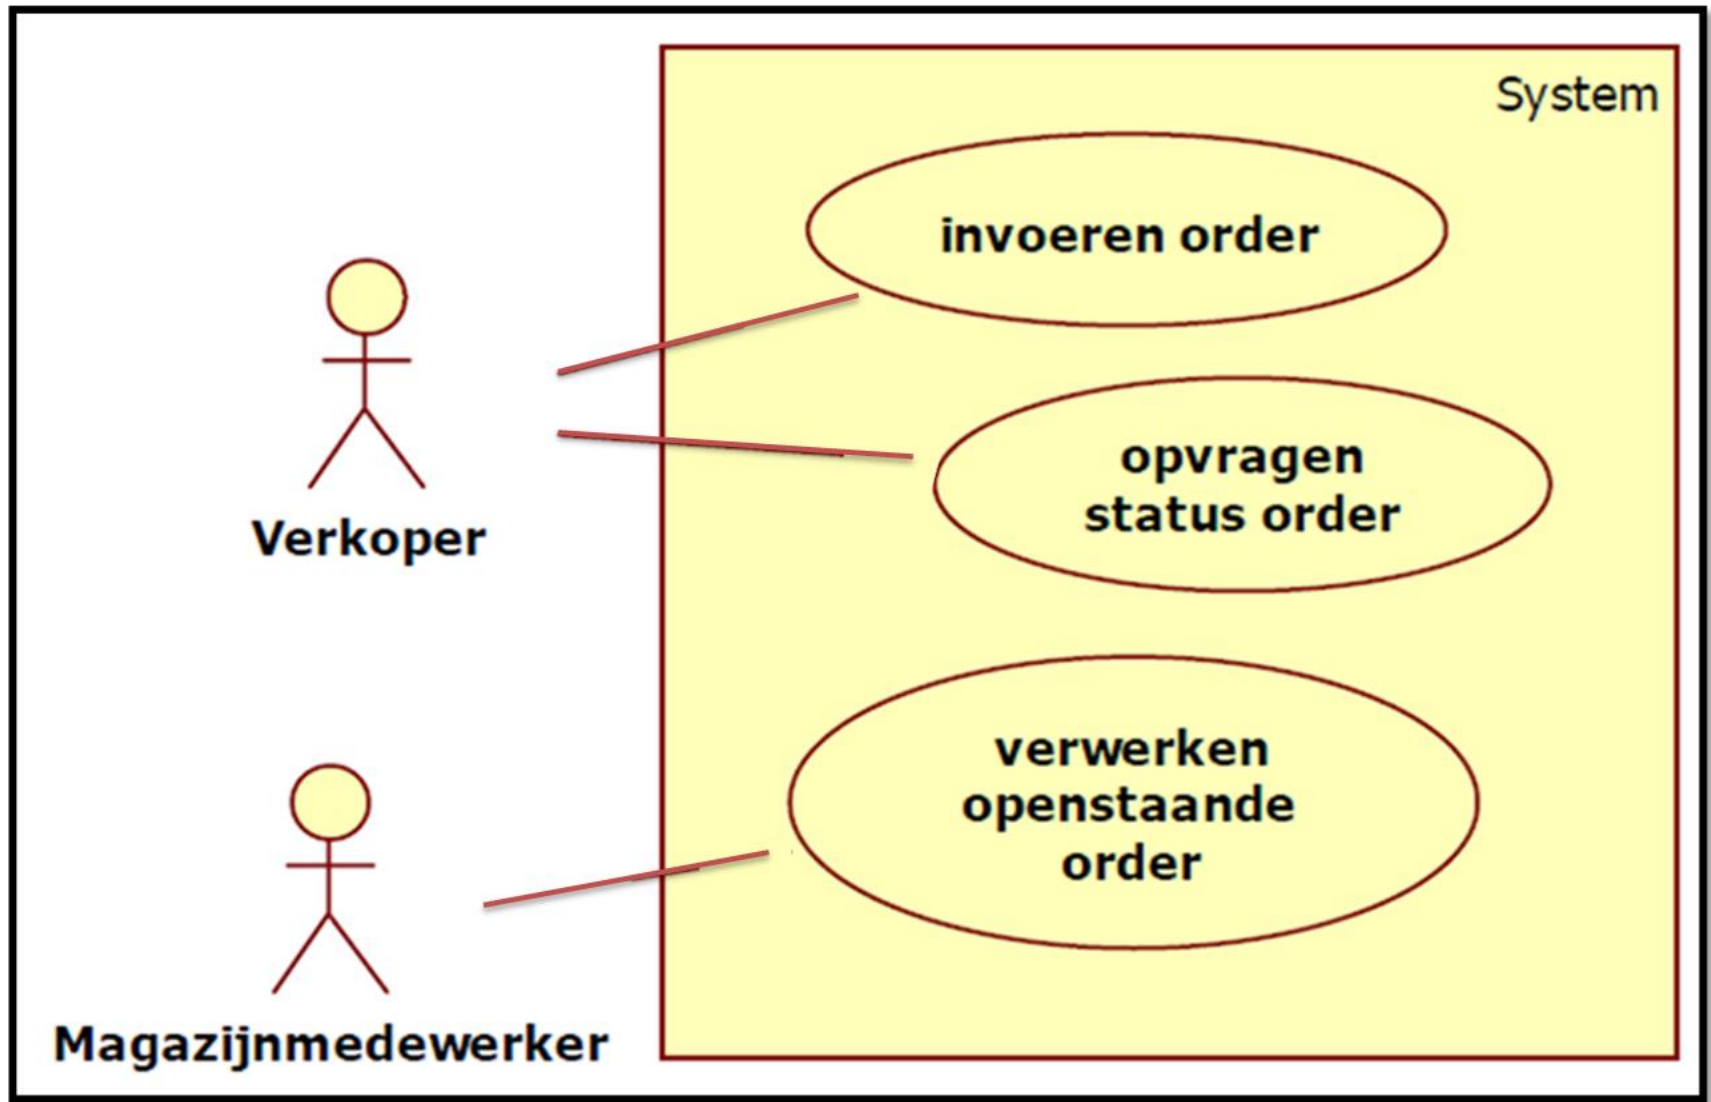 System
invoeren order
opvragen
status order
Verkoper
verwerken
openstaande
order
Magazijnmedewerker